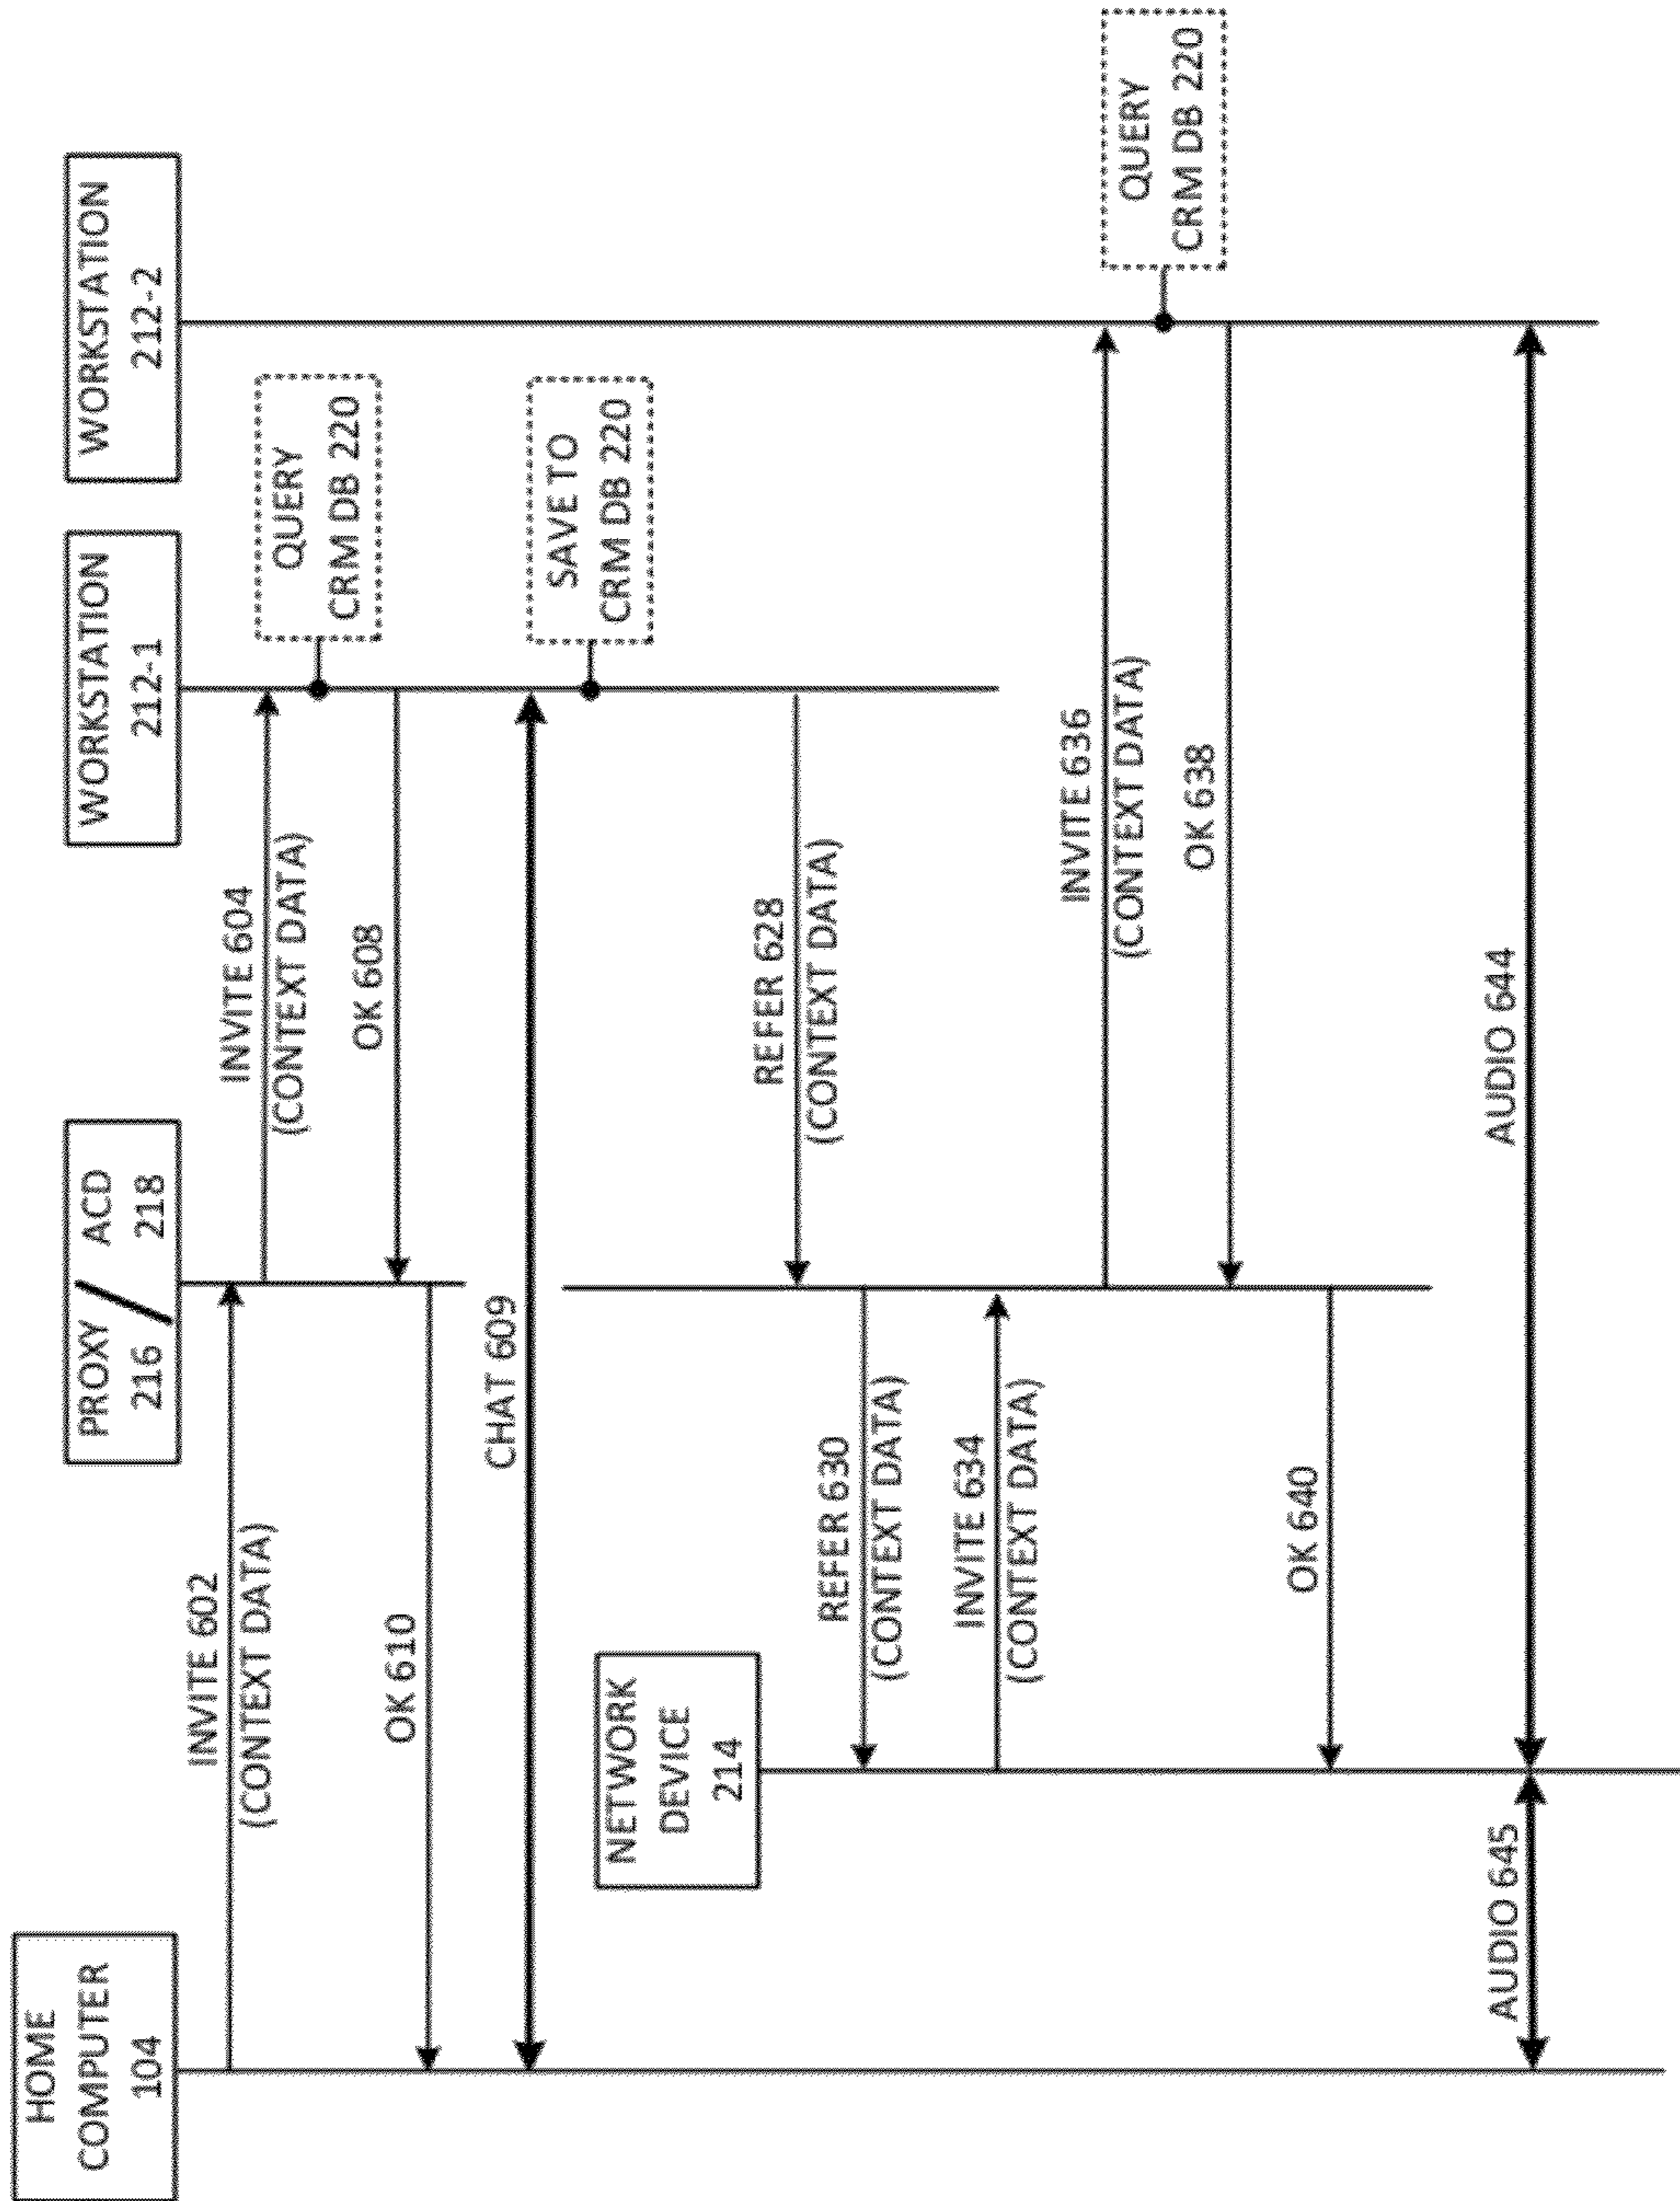 HOME
COMPUTER
104
PROXY / ACD
216 / 218
WORKSTATION
212-1
WORKSTATION
212-2
INVITE 602
(CONTEXT DATA)
INVITE 604
(CONTEXT DATA)
QUERY
CRM DB 220
OK 608
OK 610
CHAT 609
SAVE TO
CRM DB 220
NETWORK
DEVICE
214
REFER 628
(CONTEXT DATA)
REFER 630
(CONTEXT DATA)
INVITE 634
(CONTEXT DATA)
INVITE 636
(CONTEXT DATA)
QUERY
CRM DB 220
OK 638
OK 640
AUDIO 645
AUDIO 644